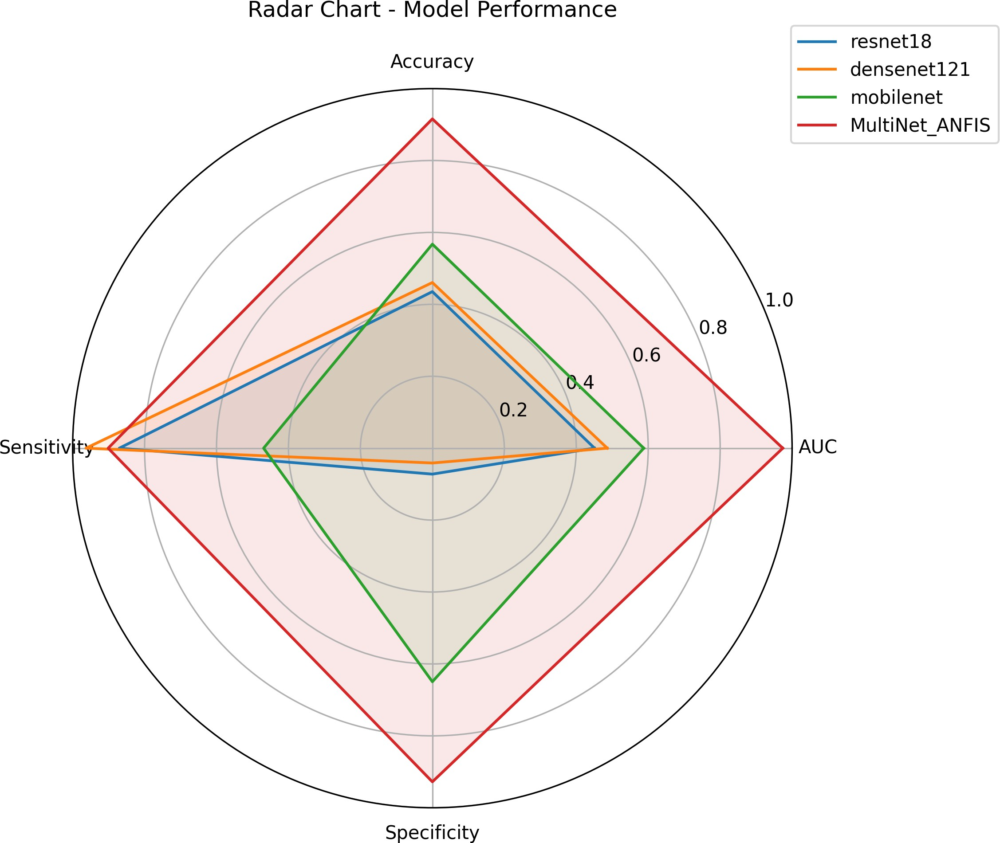 Radar Chart - Model Performance
resnet18
densenet121
mobilenet
MultiNet_ANFIS
Accuracy
1.0
0.8
0.6
0.4
0.2
Sensitivity
AUC
Specificity